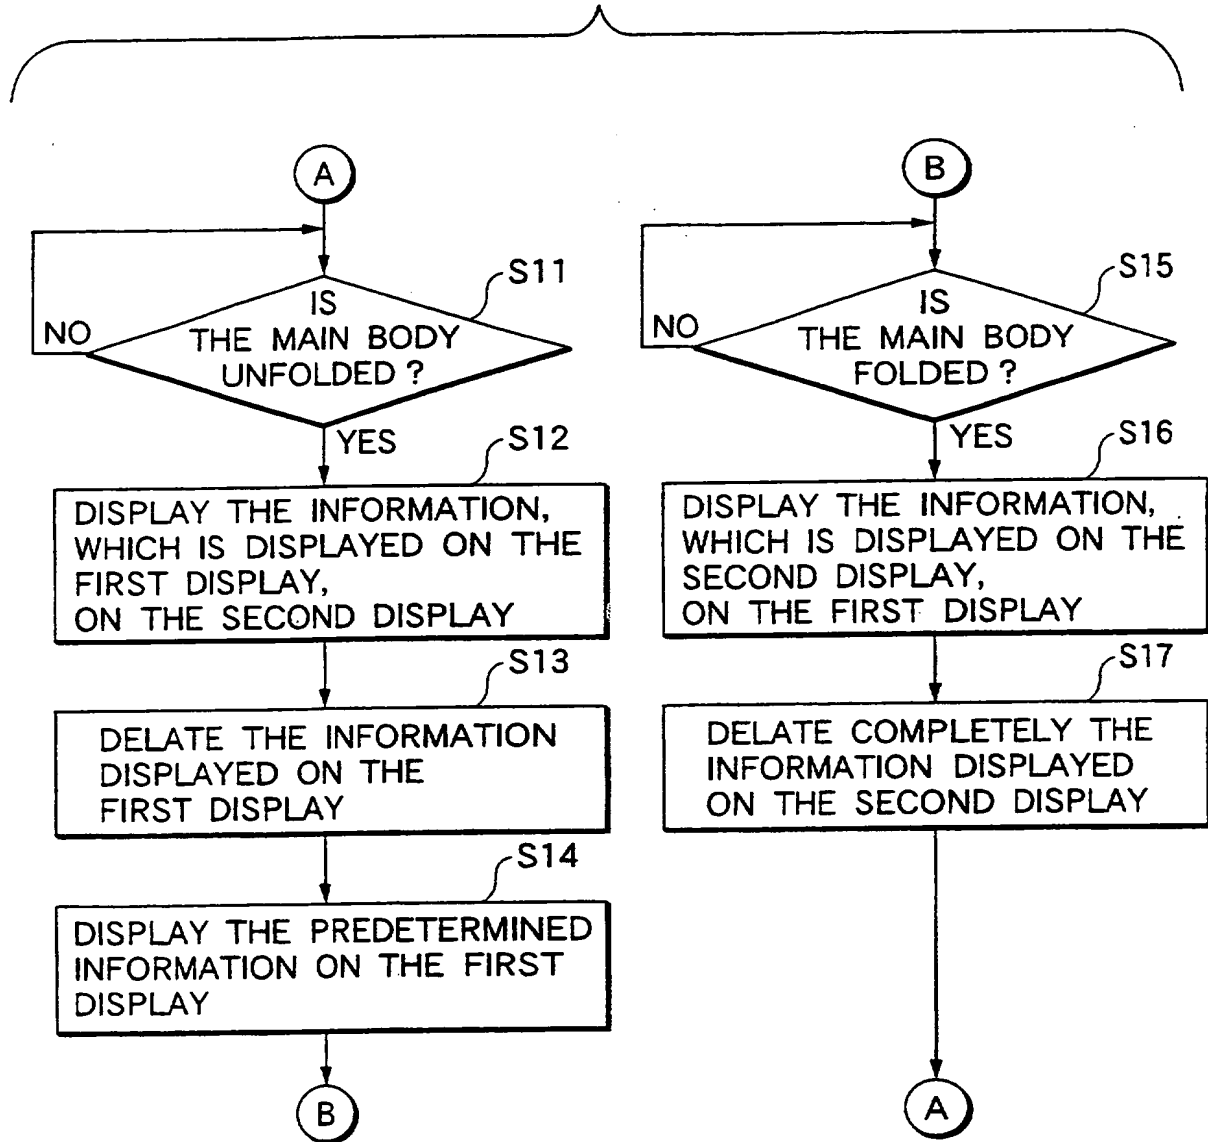 A
S11
IS
THE MAIN BODY
UNFOLDED ?
NO
YES
S12
DISPLAY THE INFORMATION,
WHICH IS DISPLAYED ON THE
FIRST DISPLAY,
ON THE SECOND DISPLAY
S13
DELATE THE INFORMATION
DISPLAYED ON THE
FIRST DISPLAY
S14
DISPLAY THE PREDETERMINED
INFORMATION ON THE FIRST
DISPLAY
B
B
S15
IS
THE MAIN BODY
FOLDED ?
NO
YES
S16
DISPLAY THE INFORMATION,
WHICH IS DISPLAYED ON THE
SECOND DISPLAY,
ON THE FIRST DISPLAY
S17
DELATE COMPLETELY THE
INFORMATION DISPLAYED
ON THE SECOND DISPLAY
A